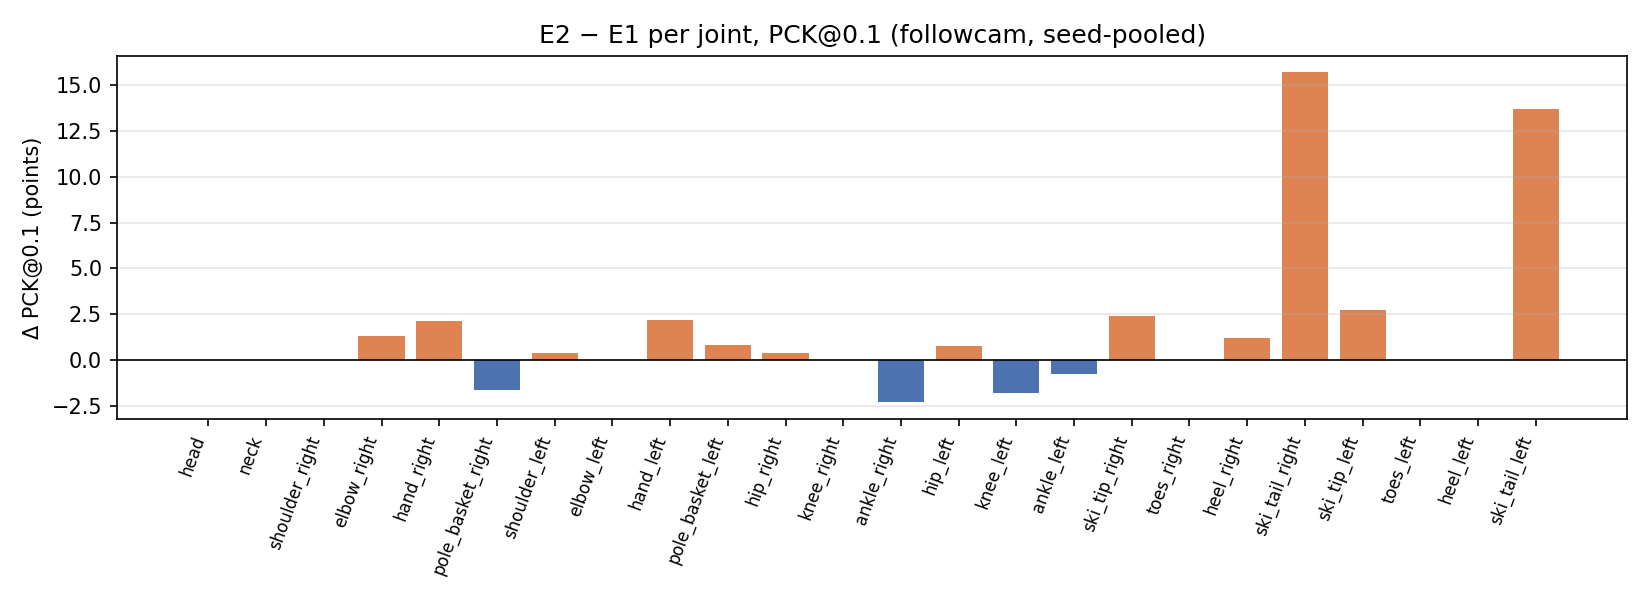 E2 − E1 per joint, PCK@0.1 (followcam, seed-pooled)
Δ PCK@0.1 (points)
15.0
12.5
10.0
7.5
5.0
2.5
0.0
−2.5
head
neck
shoulder_right
elbow_right
hand_right
pole_basket_right
shoulder_left
elbow_left
hand_left
pole_basket_left
hip_right
knee_right
ankle_right
hip_left
knee_left
ankle_left
ski_tip_right
toes_right
heel_right
ski_tail_right
ski_tip_left
toes_left
heel_left
ski_tail_left